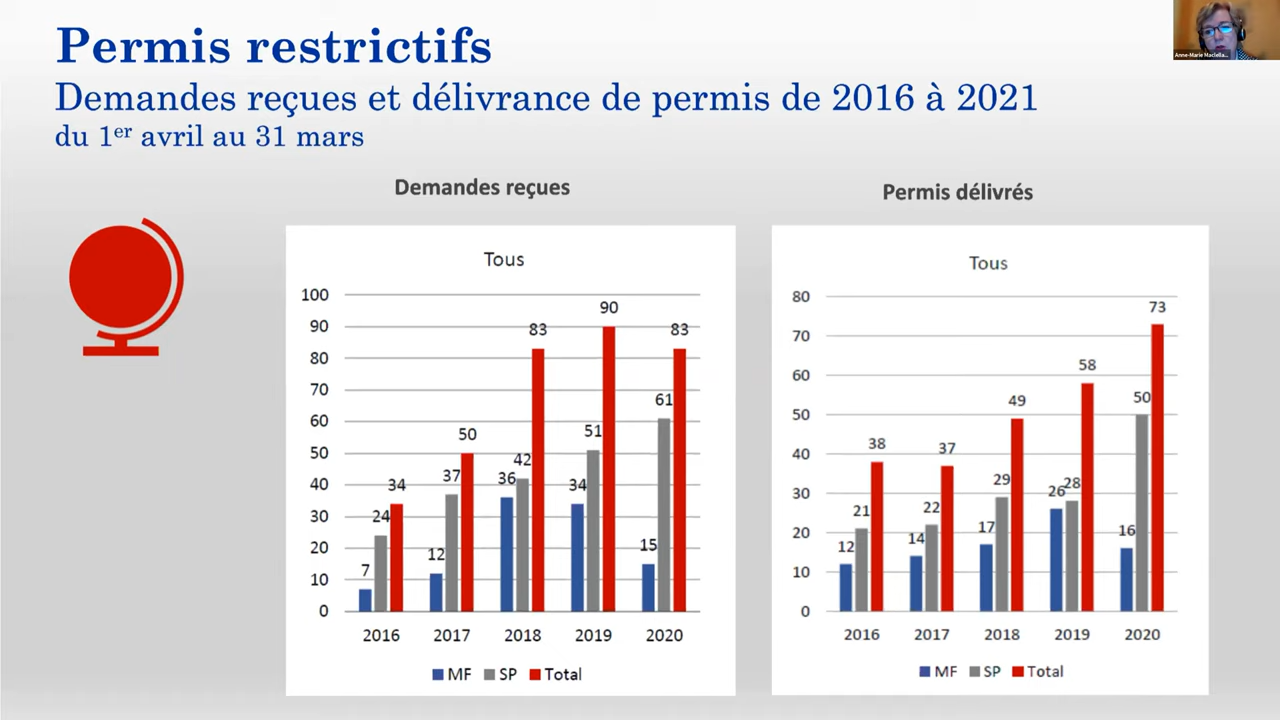 Permis restrictifs
Demandes reçues et délivrance de permis de 2016 à 2021
du 1er avril au 31 mars
Anne-Marie Maclella...
Demandes reçues
Tous
100
90
80
70
60
50
40
30
20
10
0
7 24 34
12 37 50
36 42 83
34 51 90
15 61 83
2016 2017 2018 2019 2020
MF SP Total
Permis délivrés
Tous
80
70
60
50
40
30
20
10
0
12 21 38
14 22 37
17 29 49
26 28 58
16 50 73
2016 2017 2018 2019 2020
MF SP Total